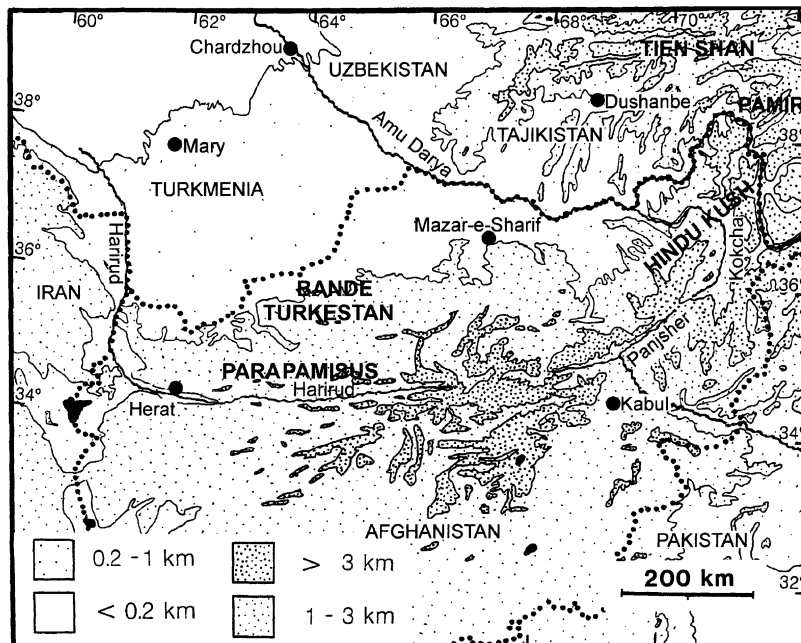 60 62 64 66 68 70
Chardzhou
UZBEKISTAN
TIEN SHAN
38°
Dushanbe
PAMIR
Amu Darya
TAJIKISTAN
38
Mary
TURKMENIA
Mazar-e-Sharif
HINDU KUSH
Kokcha
Harirud
36°
IRAN
BANDE
TURKESTAN
36°
Panjsher
PARAPAMISUS
Harirud
34°
Herat
Kabul
34°
AFGHANISTAN
PAKISTAN
0.2 - 1 km
> 3 km
< 0.2 km
1 - 3 km
200 km
32°